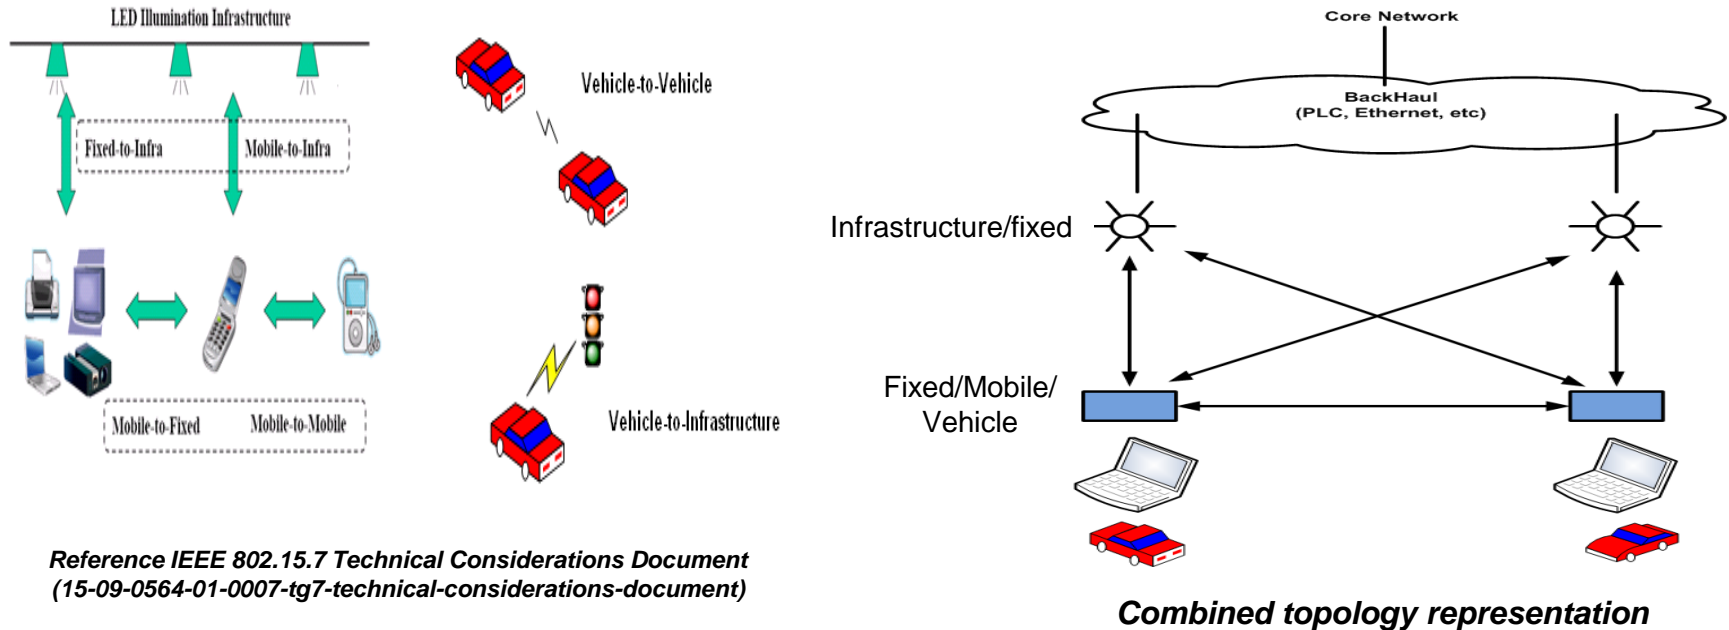 LED Illumination Infrastructure
Fixed-to-Infra
Mobile-to-Infra
Mobile-to-Fixed
Mobile-to-Mobile
Vehicle-to-Vehicle
Vehicle-to-Infrastructure
Reference IEEE 802.15.7 Technical Considerations Document
(15-09-0564-01-0007-tg7-technical-considerations-document)
Core Network
BackHaul
(PLC, Ethernet, etc)
Infrastructure/fixed
Fixed/Mobile/
Vehicle
Combined topology representation